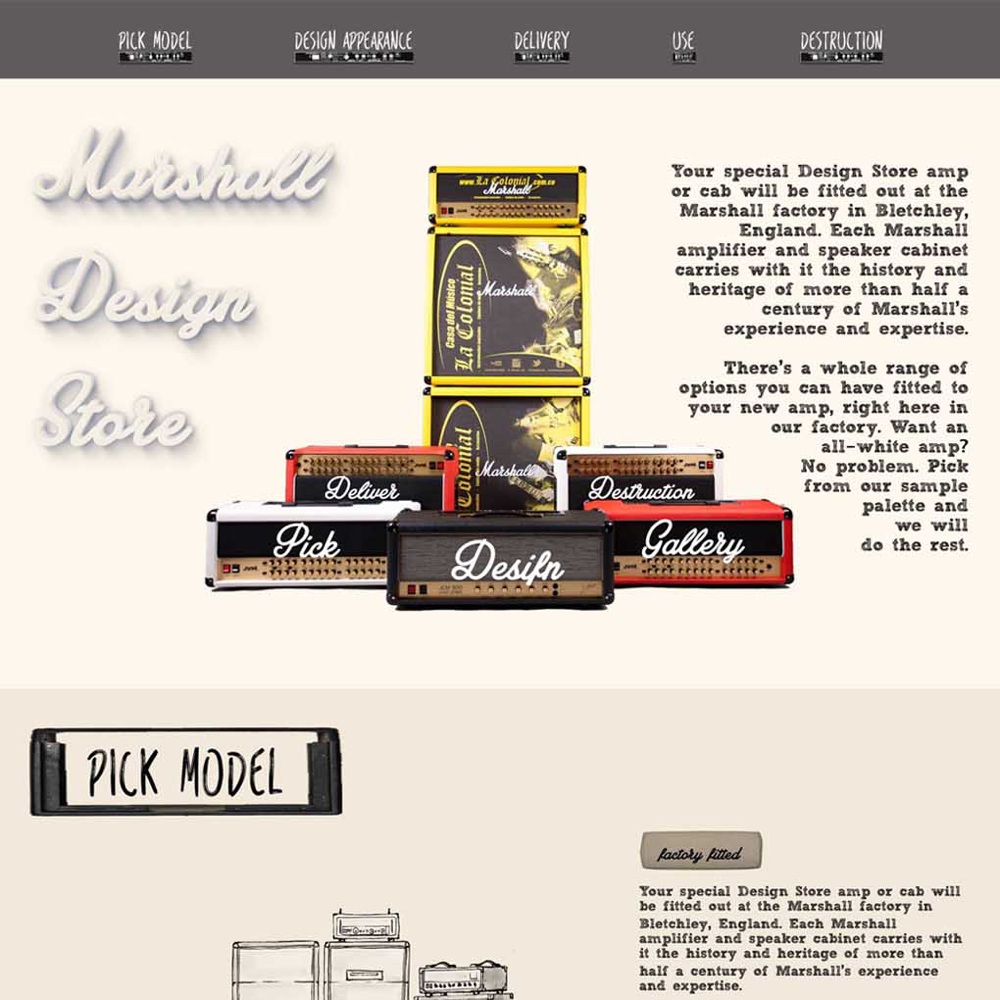 PICK MODEL
DESIGN APPEARANCE
DELIVERY
USE
DESTRUCTION
Marshall
Design
Store
www.La Colonial.com.co
Marshall
Casa del Músico
La Colonial
Marshall
Colonial
Marshall
Deliver
Destruction
Pick
Desifn
Gallery
Your special Design Store amp
or cab will be fitted out at the
Marshall factory in Bletchley,
England. Each Marshall
amplifier and speaker cabinet
carries with it the history and
heritage of more than half a
century of Marshall's
experience and expertise.
There's a whole range of
options you can have fitted to
your new amp, right here in
our factory. Want an
all-white amp?
No problem. Pick
from our sample
palette and
we will
do the rest.
PICK MODEL
factory fitted
Your special Design Store amp or cab will
be fitted out at the Marshall factory in
Bletchley, England. Each Marshall
amplifier and speaker cabinet carries with
it the history and heritage of more than
half a century of Marshall's experience
and expertise.